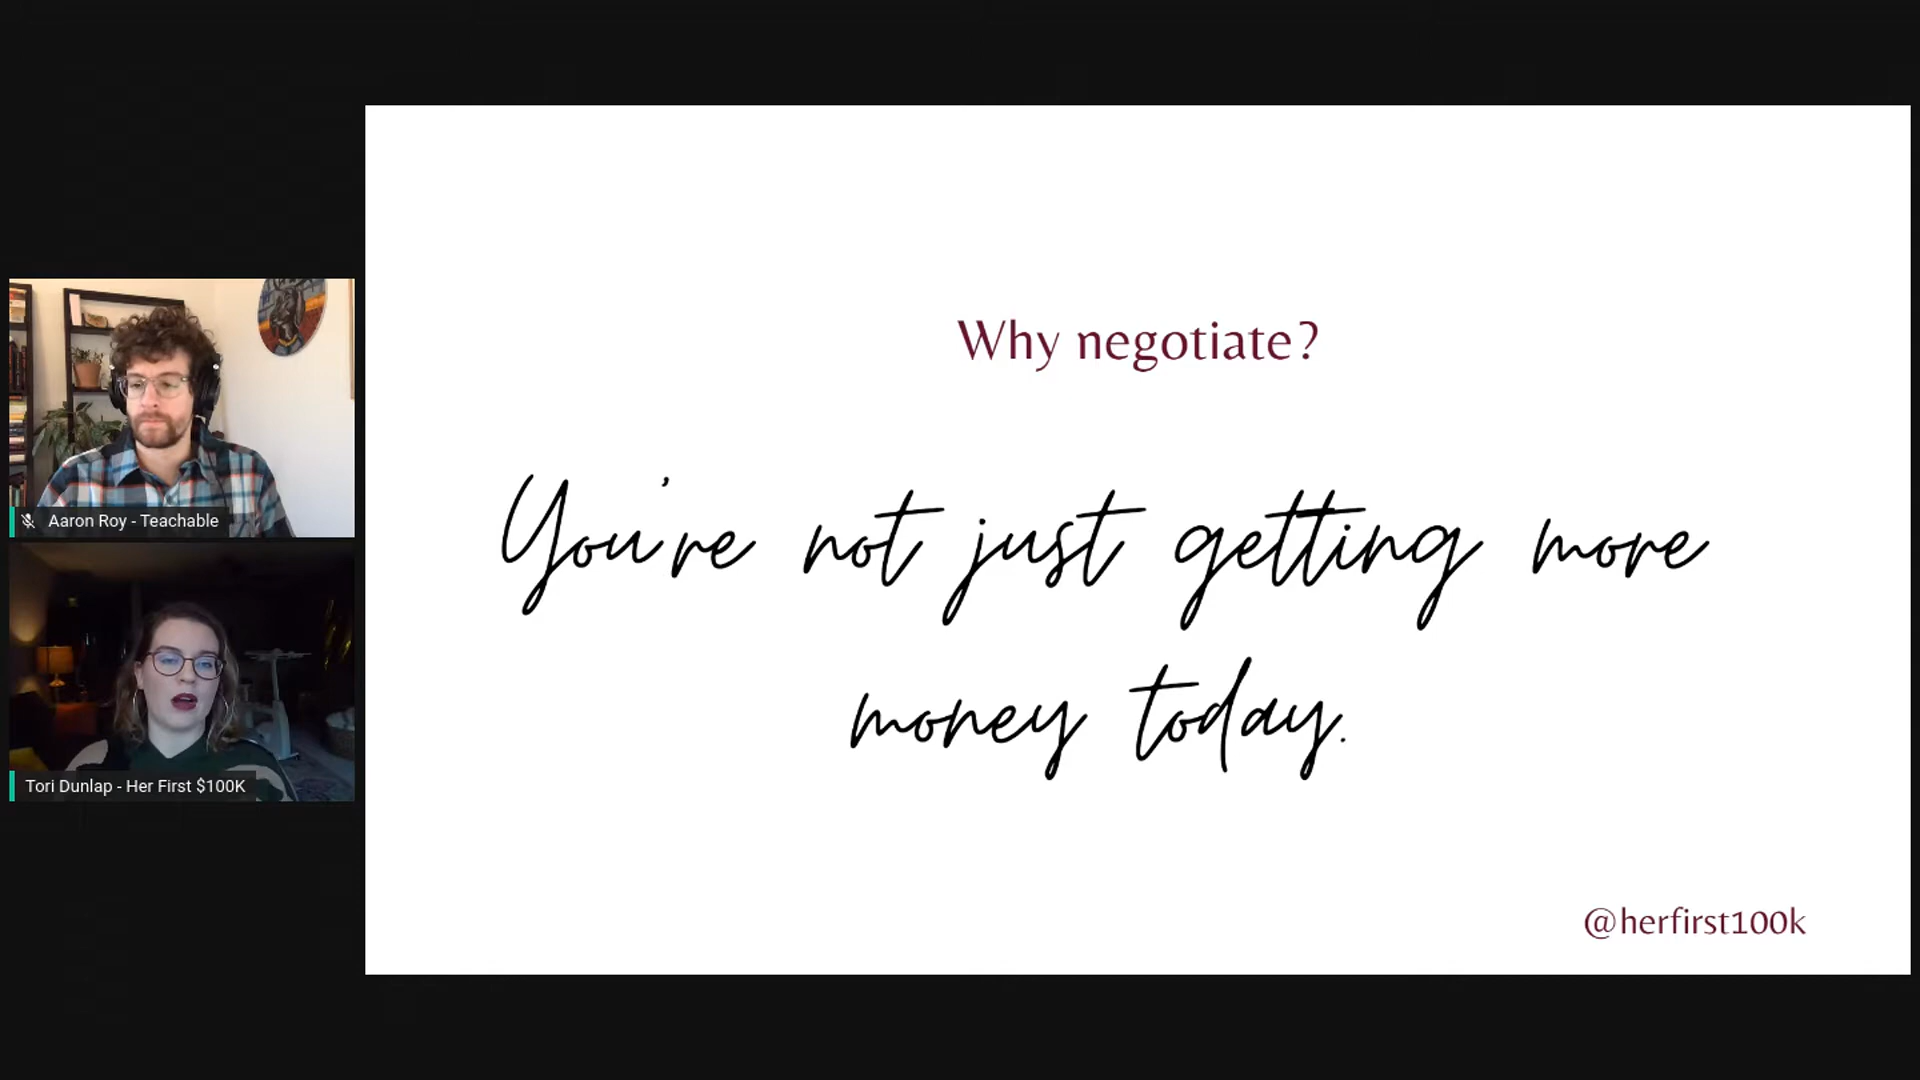 Why negotiate?
You're not just getting more
money today.
@herfirst100k
Aaron Roy - Teachable
Tori Dunlap - Her First $100K